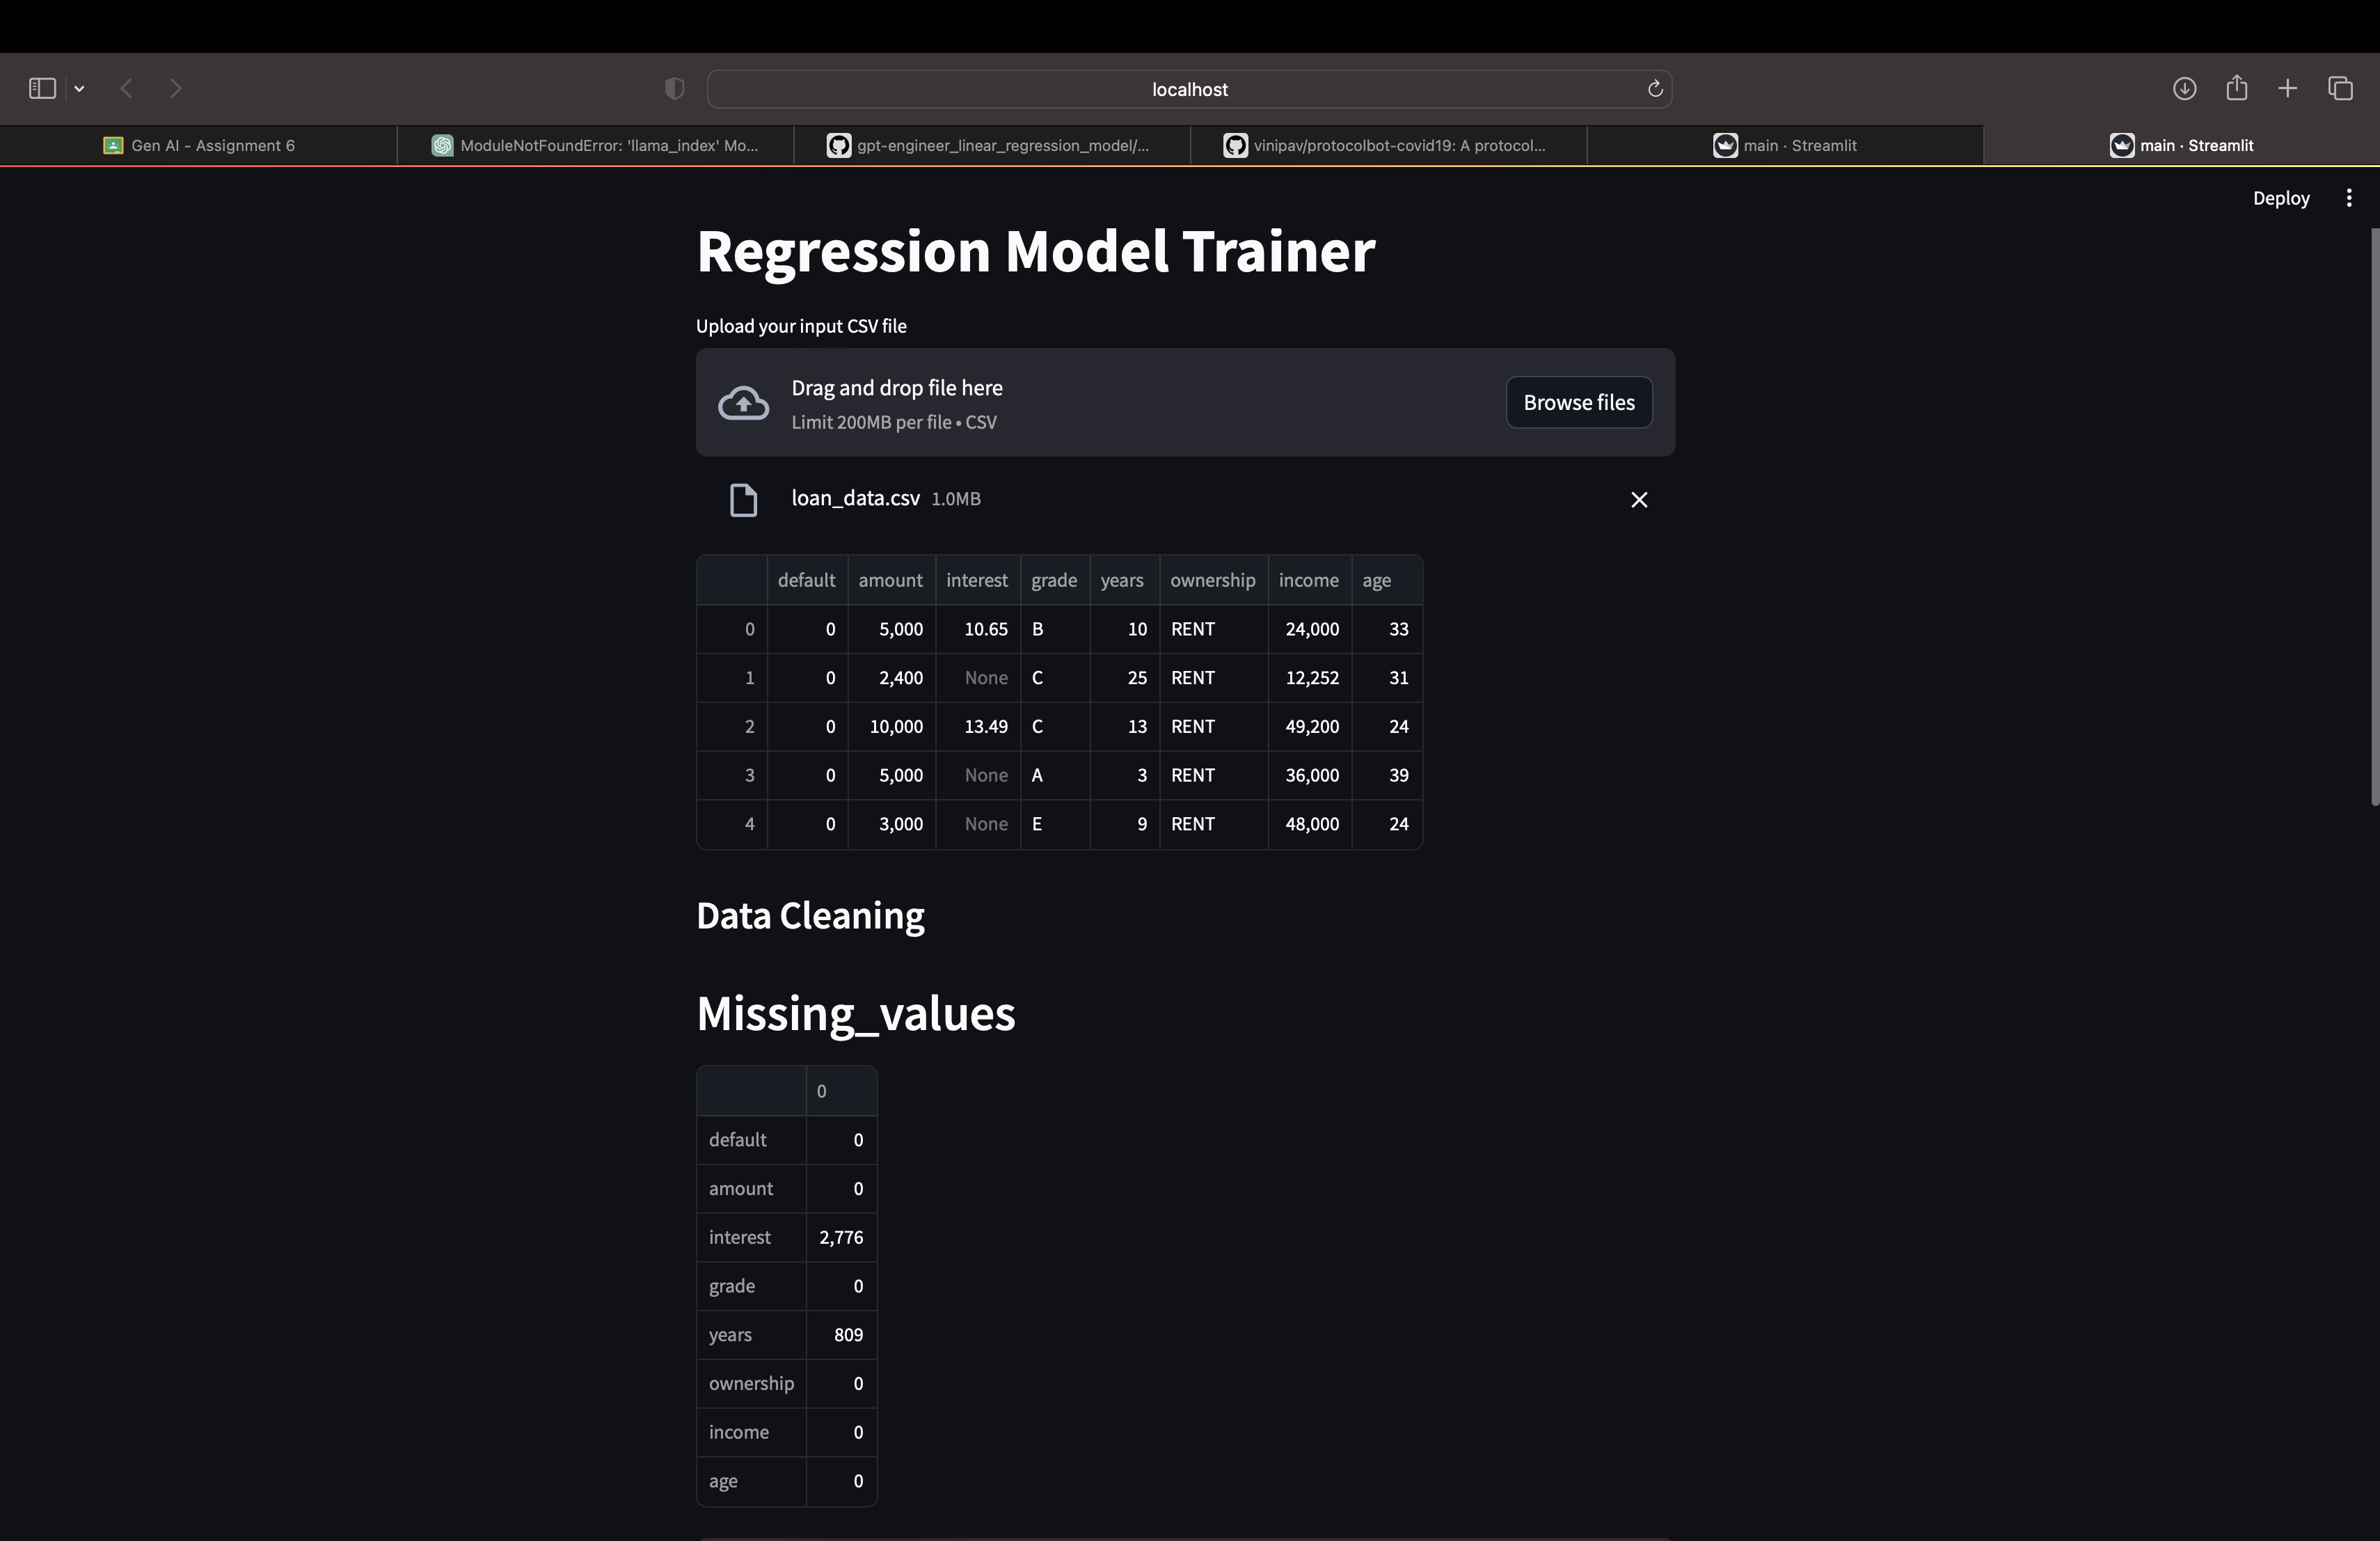 localhost
Gen AI - Assignment 6
ModuleNotFoundError: 'llama_index' Mo...
gpt-engineer_linear_regression_model/...
vinipav/protocolbot-covid19: A protocol...
main · Streamlit
main · Streamlit
Deploy
Regression Model Trainer
Upload your input CSV file
Drag and drop file here
Limit 200MB per file • CSV
Browse files
loan_data.csv 1.0MB
default amount interest grade years ownership income age
0 0 5,000 10.65 B 10 RENT 24,000 33
1 0 2,400 None C 25 RENT 12,252 31
2 0 10,000 13.49 C 13 RENT 49,200 24
3 0 5,000 None A 3 RENT 36,000 39
4 0 3,000 None E 9 RENT 48,000 24
Data Cleaning
Missing_values
0
default 0
amount 0
interest 2,776
grade 0
years 809
ownership 0
income 0
age 0